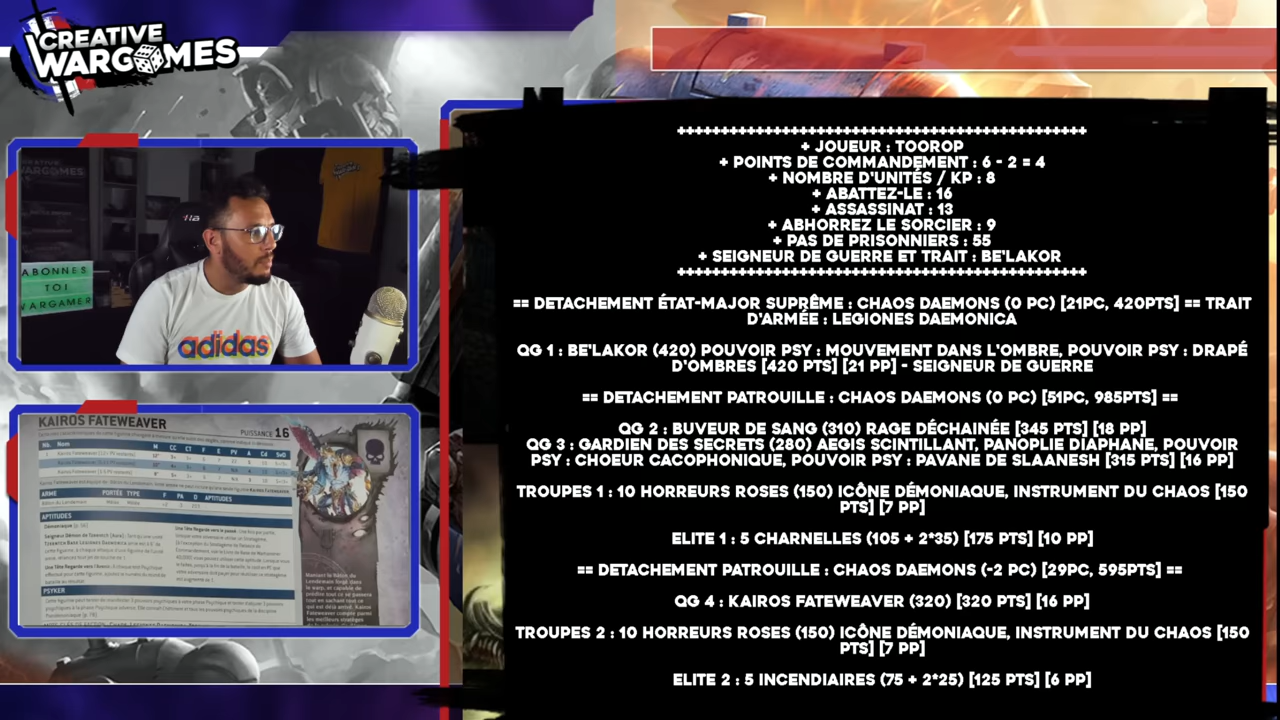 CREATIVE
WARGOMES
ABONNES
TOI
WARGAMER
adidas
KAIROS FATEWEAVER
PUISSANCE 16
ARME
PORTÉE
TYPE
APTITUDES
PSYKER
++++++++++++++++++++++++++++++++++++++++++++++
+ JOUEUR : TOOROP
+ POINTS DE COMMANDEMENT : 6 - 2 = 4
+ NOMBRE D'UNITÉS / KP : 8
+ ABATTEZ-LE : 16
+ ASSASSINAT : 13
+ ABHORREZ LE SORCIER : 9
+ PAS DE PRISONNIERS : 55
+ SEIGNEUR DE GUERRE ET TRAIT : BE'LAKOR
++++++++++++++++++++++++++++++++++++++++++++++
== DETACHEMENT ÉTAT-MAJOR SUPRÊME : CHAOS DAEMONS (0 PC) [21PC, 420PTS] == TRAIT
D'ARMÉE : LEGIONES DAEMONICA
QG 1 : BE'LAKOR (420) POUVOIR PSY : MOUVEMENT DANS L'OMBRE, POUVOIR PSY : DRAPÉ
D'OMBRES [420 PTS] [21 PP] - SEIGNEUR DE GUERRE
== DETACHEMENT PATROUILLE : CHAOS DAEMONS (0 PC) [51PC, 985PTS] ==
QG 2 : BUVEUR DE SANG (310) RAGE DÉCHAINÉE [345 PTS] [18 PP]
QG 3 : GARDIEN DES SECRETS (280) AEGIS SCINTILLANT, PANOPLIE DIAPHANE, POUVOIR
PSY : CHOEUR CACOPHONIQUE, POUVOIR PSY : PAVANE DE SLAANESH [315 PTS] [16 PP]
TROUPES 1 : 10 HORREURS ROSES (150) ICÔNE DÉMONIAQUE, INSTRUMENT DU CHAOS [150
PTS] [7 PP]
ELITE 1 : 5 CHARNELLES (105 + 2*35) [175 PTS] [10 PP]
== DETACHEMENT PATROUILLE : CHAOS DAEMONS (-2 PC) [29PC, 595PTS] ==
QG 4 : KAIROS FATEWEAVER (320) [320 PTS] [16 PP]
TROUPES 2 : 10 HORREURS ROSES (150) ICÔNE DÉMONIAQUE, INSTRUMENT DU CHAOS [150
PTS] [7 PP]
ELITE 2 : 5 INCENDIAIRES (75 + 2*25) [125 PTS] [6 PP]